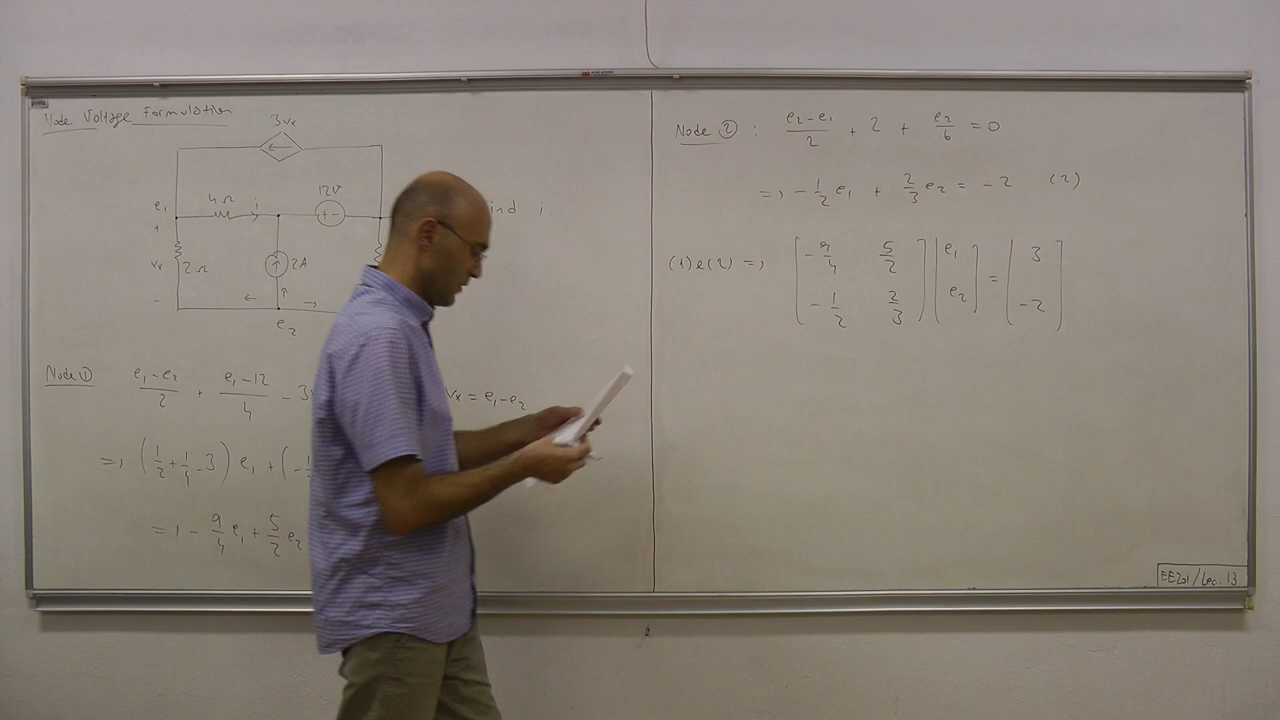 Node Voltage Formulation
3Vx
4Ω i 12V
e1
+ + -
Vx 2Ω 2A
-
e2
ind i
Node ① (e1-e2)/2 + (e1-12)/4 - 3V Vx = e1-e2
=> (1/2 + 1/4 - 3) e1 + (-
=> - 9/4 e1 + 5/2 e2
Node ② : (e2-e1)/2 + 2 + e2/6 = 0
=> - 1/2 e1 + 2/3 e2 = -2 (2)
(1)&(2) => [-9/4 5/2; -1/2 2/3] [e1; e2] = [3; -2]
EE201/Lec. 13